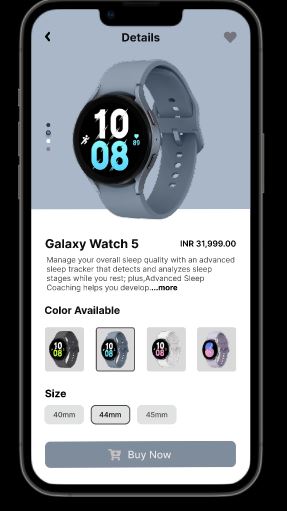 Details
10
08
89
Galaxy Watch 5
INR 31,999.00
Manage your overall sleep quality with an advanced
sleep tracker that detects and analyzes sleep
stages while you rest; plus,Advanced Sleep
Coaching helps you develop....more
Color Available
10
08
10
08
10
08
Size
40mm
44mm
45mm
Buy Now